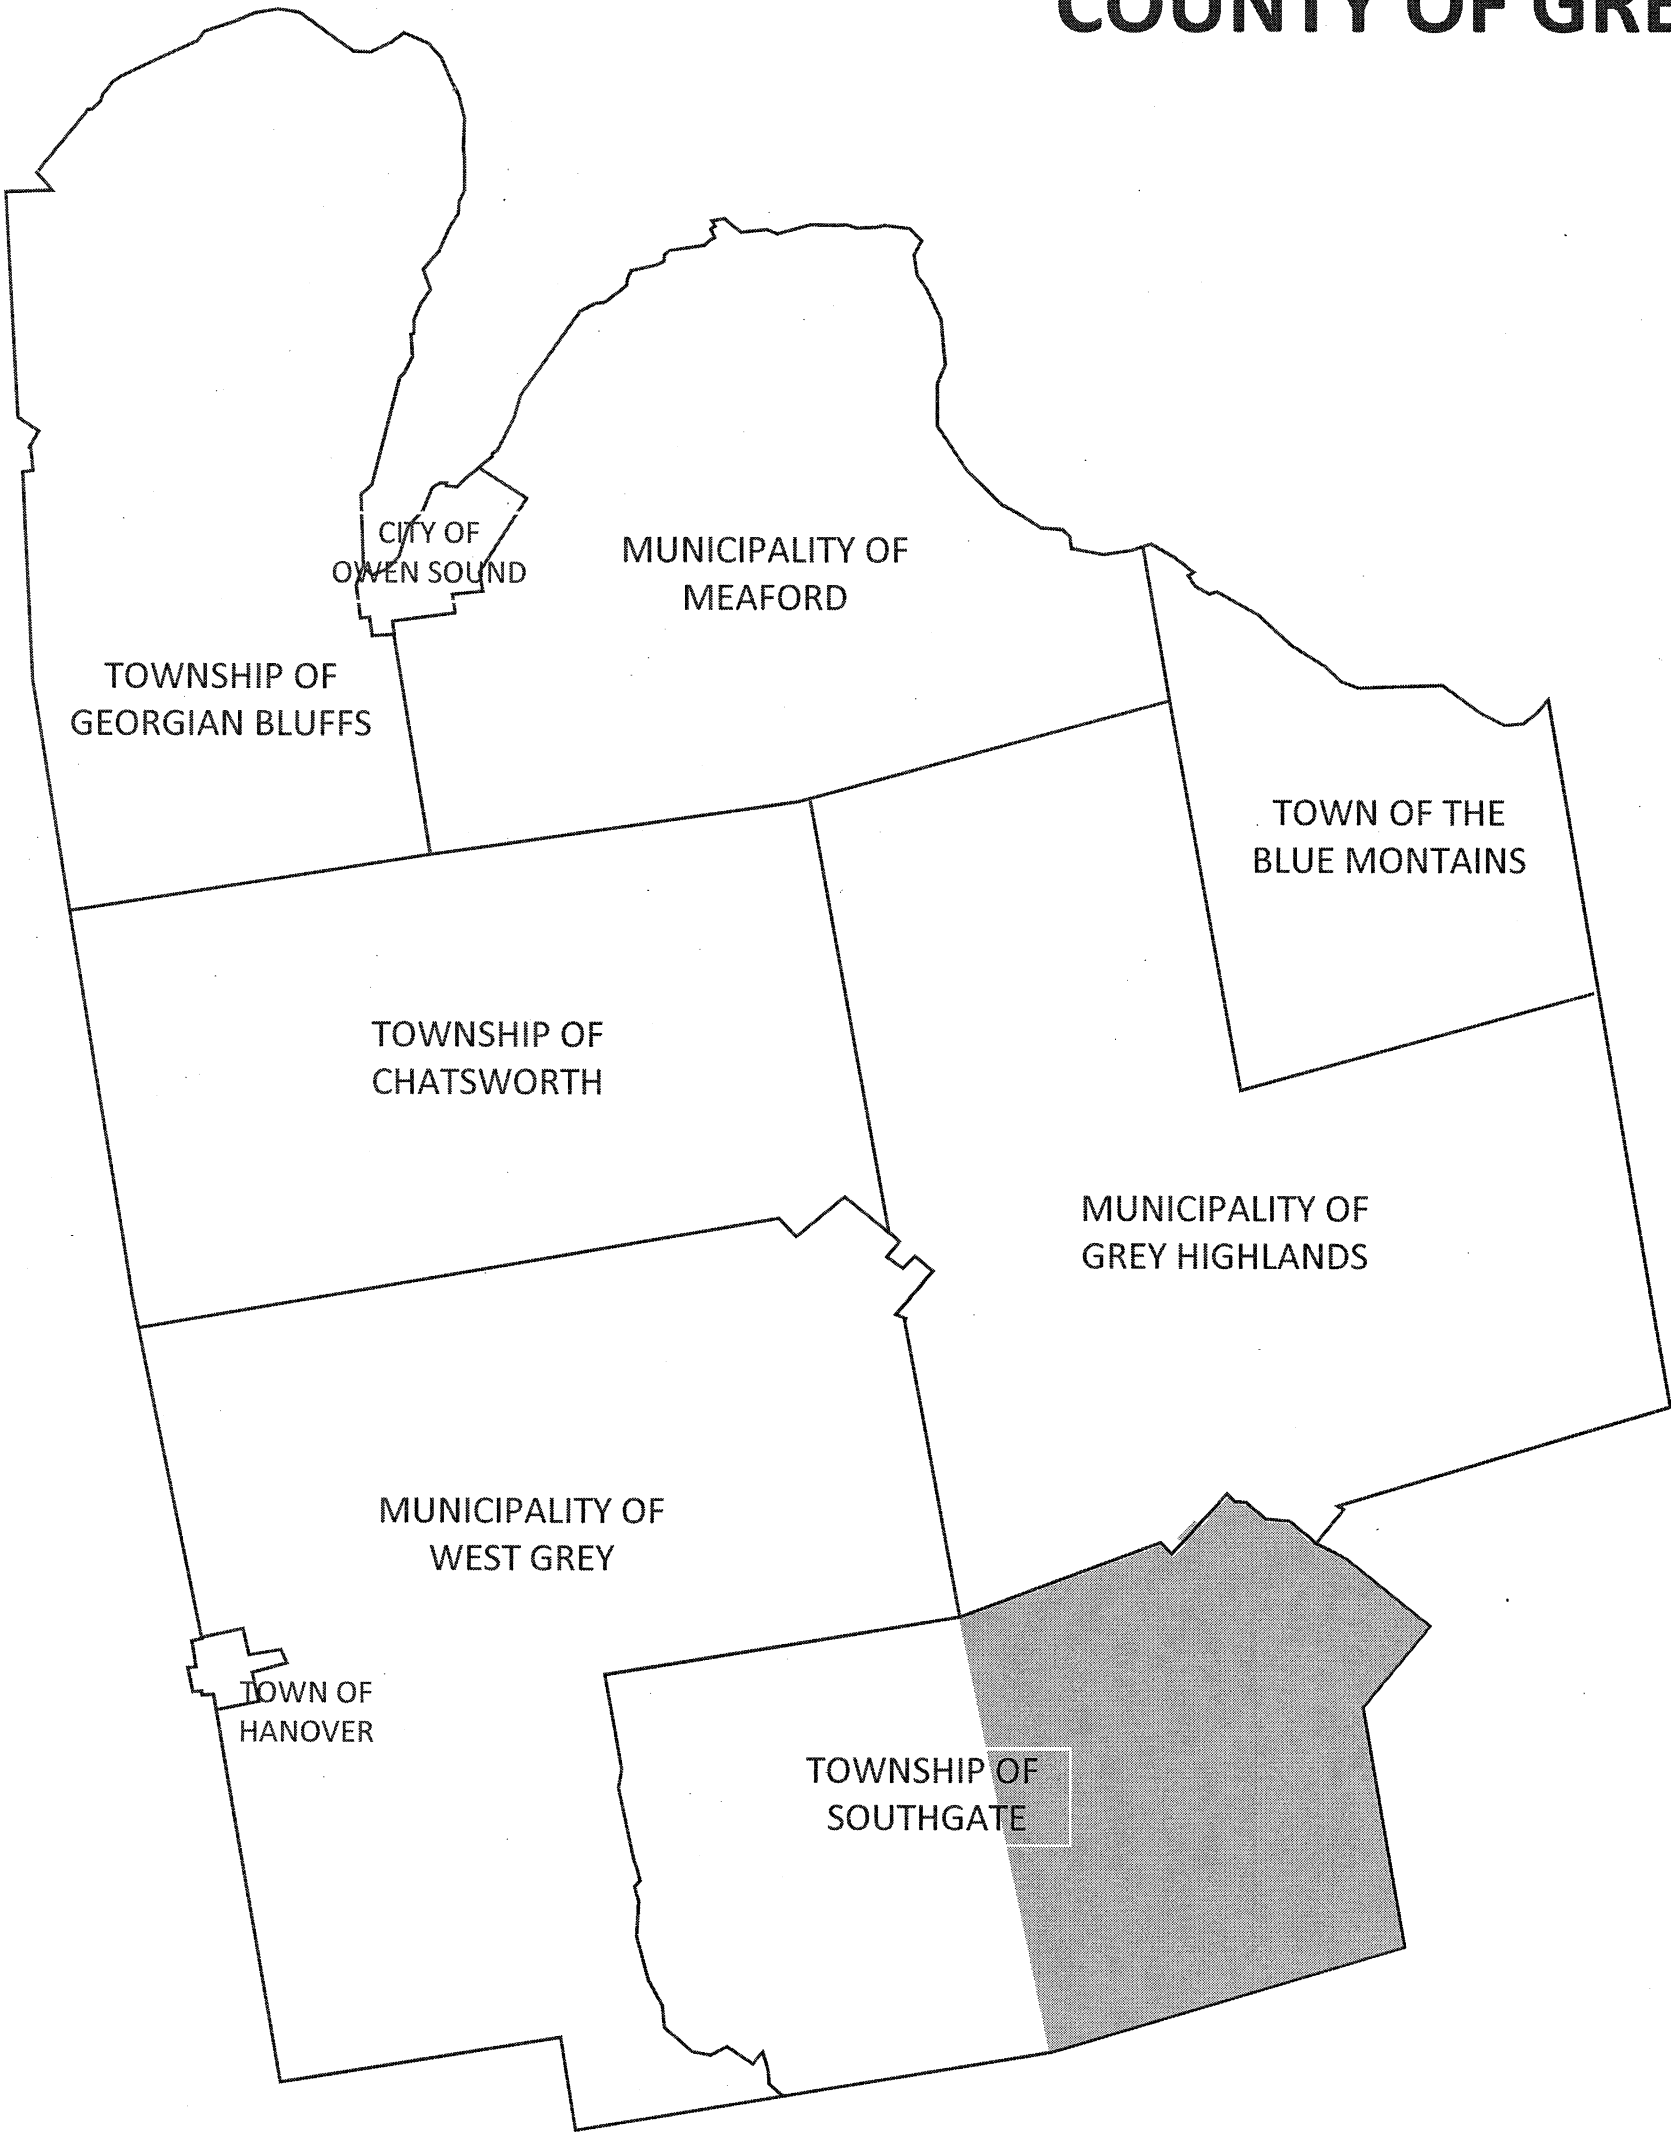 COUNTY OF GRE
CITY OF
OWEN SOUND
MUNICIPALITY OF
MEAFORD
TOWNSHIP OF
GEORGIAN BLUFFS
TOWN OF THE
BLUE MONTAINS
TOWNSHIP OF
CHATSWORTH
MUNICIPALITY OF
GREY HIGHLANDS
MUNICIPALITY OF
WEST GREY
TOWN OF
HANOVER
TOWNSHIP OF
SOUTHGATE